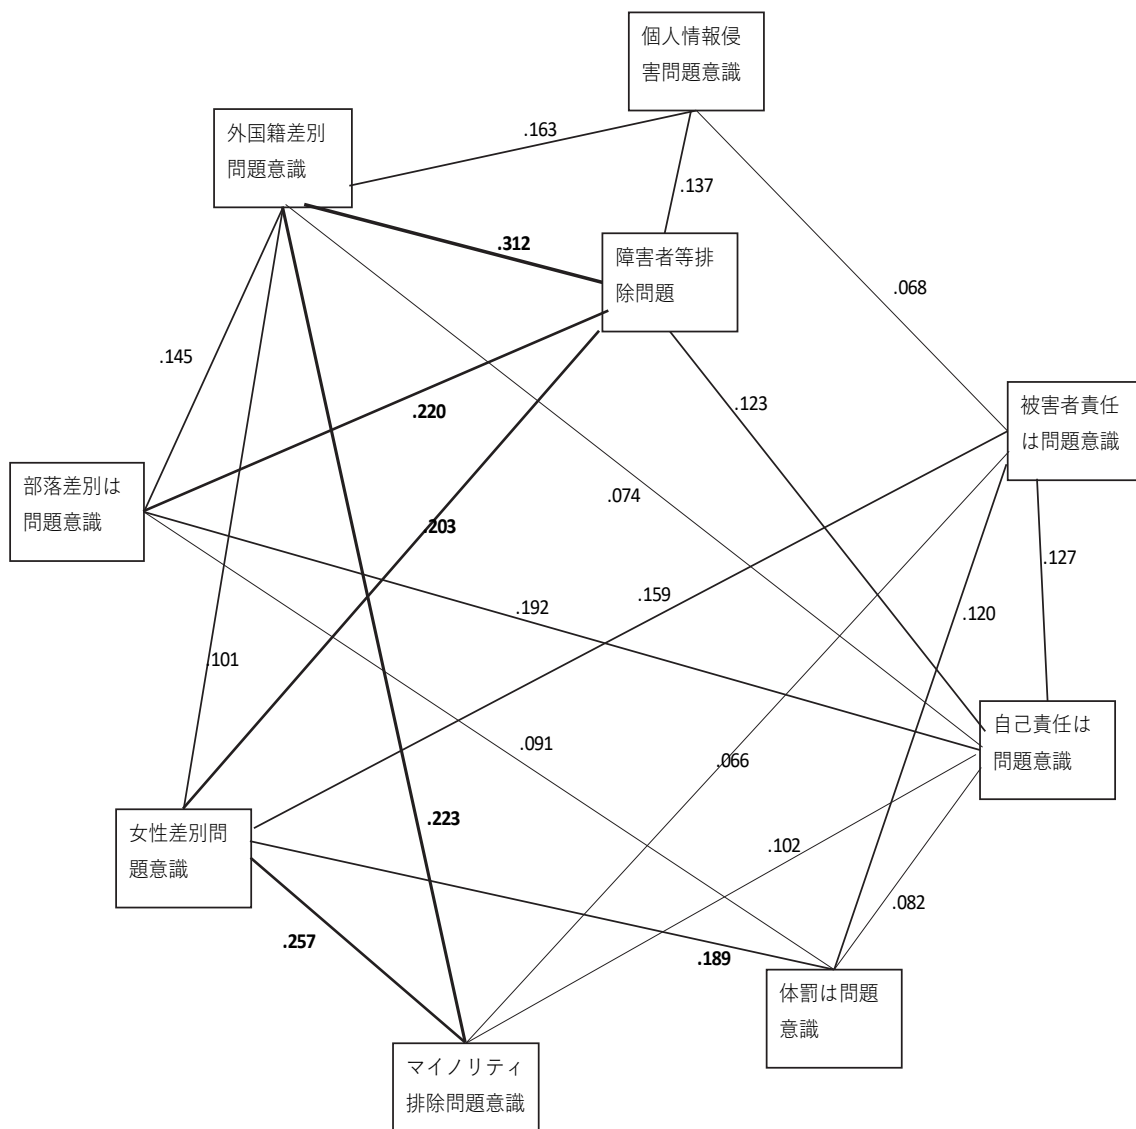 個人情報侵
害問題意識
外国籍差別
問題意識
.163
.137
.312
障害者等排
除問題
.068
.145
.220
.123
被害者責任
は問題意識
部落差別は
問題意識
.074
.203
.127
.159
.192
.120
.101
自己責任は
問題意識
.091
.066
女性差別問
題意識
.223
.102
.082
.257
.189
体罰は問題
意識
マイノリティ
排除問題意識